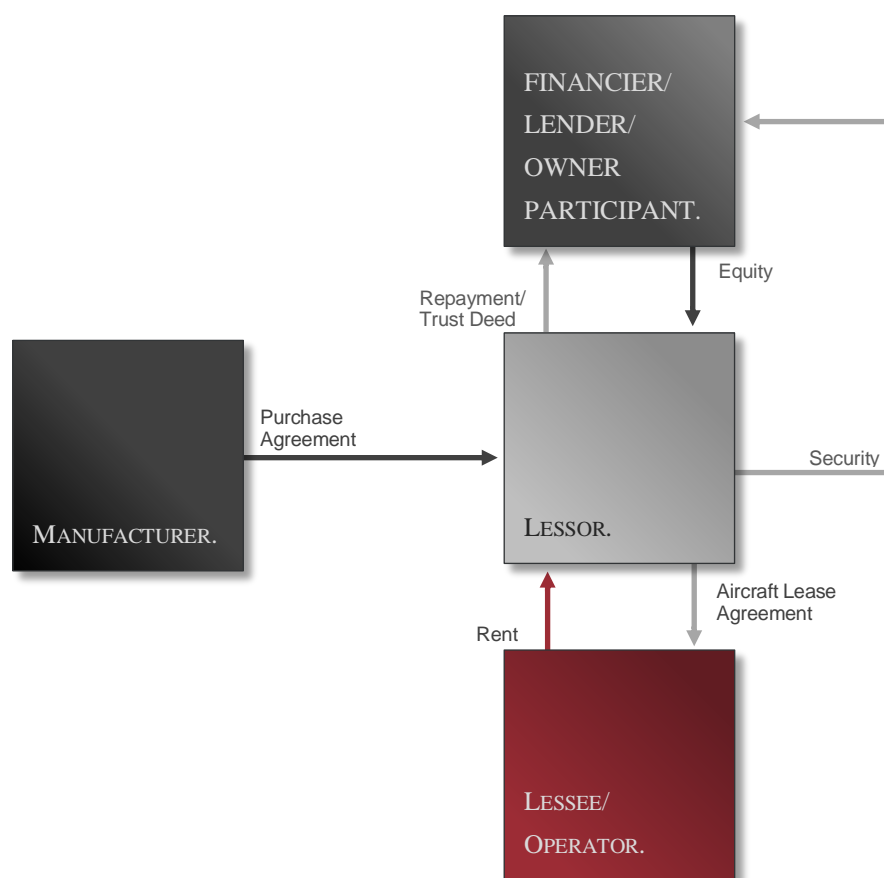 FINANCIER/
LENDER/
OWNER
PARTICIPANT.
Equity
Repayment/
Trust Deed
Purchase
Agreement
MANUFACTURER.
LESSOR.
Security
Aircraft Lease
Agreement
Rent
LESSEE/
OPERATOR.